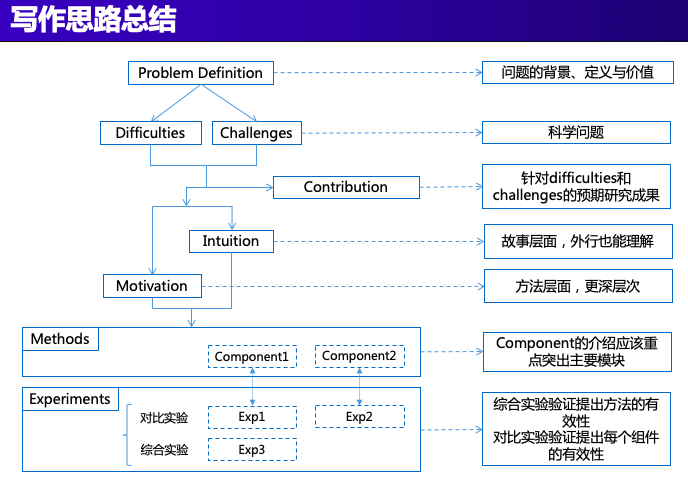 写作思路总结
Problem Definition
问题的背景、定义与价值
Difficulties
Challenges
科学问题
Contribution
针对difficulties和
challenges的预期研究成果
Intuition
故事层面，外行也能理解
Motivation
方法层面，更深层次
Methods
Component1
Component2
Component的介绍应该重
点突出主要模块
Experiments
对比实验
Exp1
Exp2
综合实验
Exp3
综合实验验证提出方法的有
效性
对比实验验证提出每个组件
的有效性